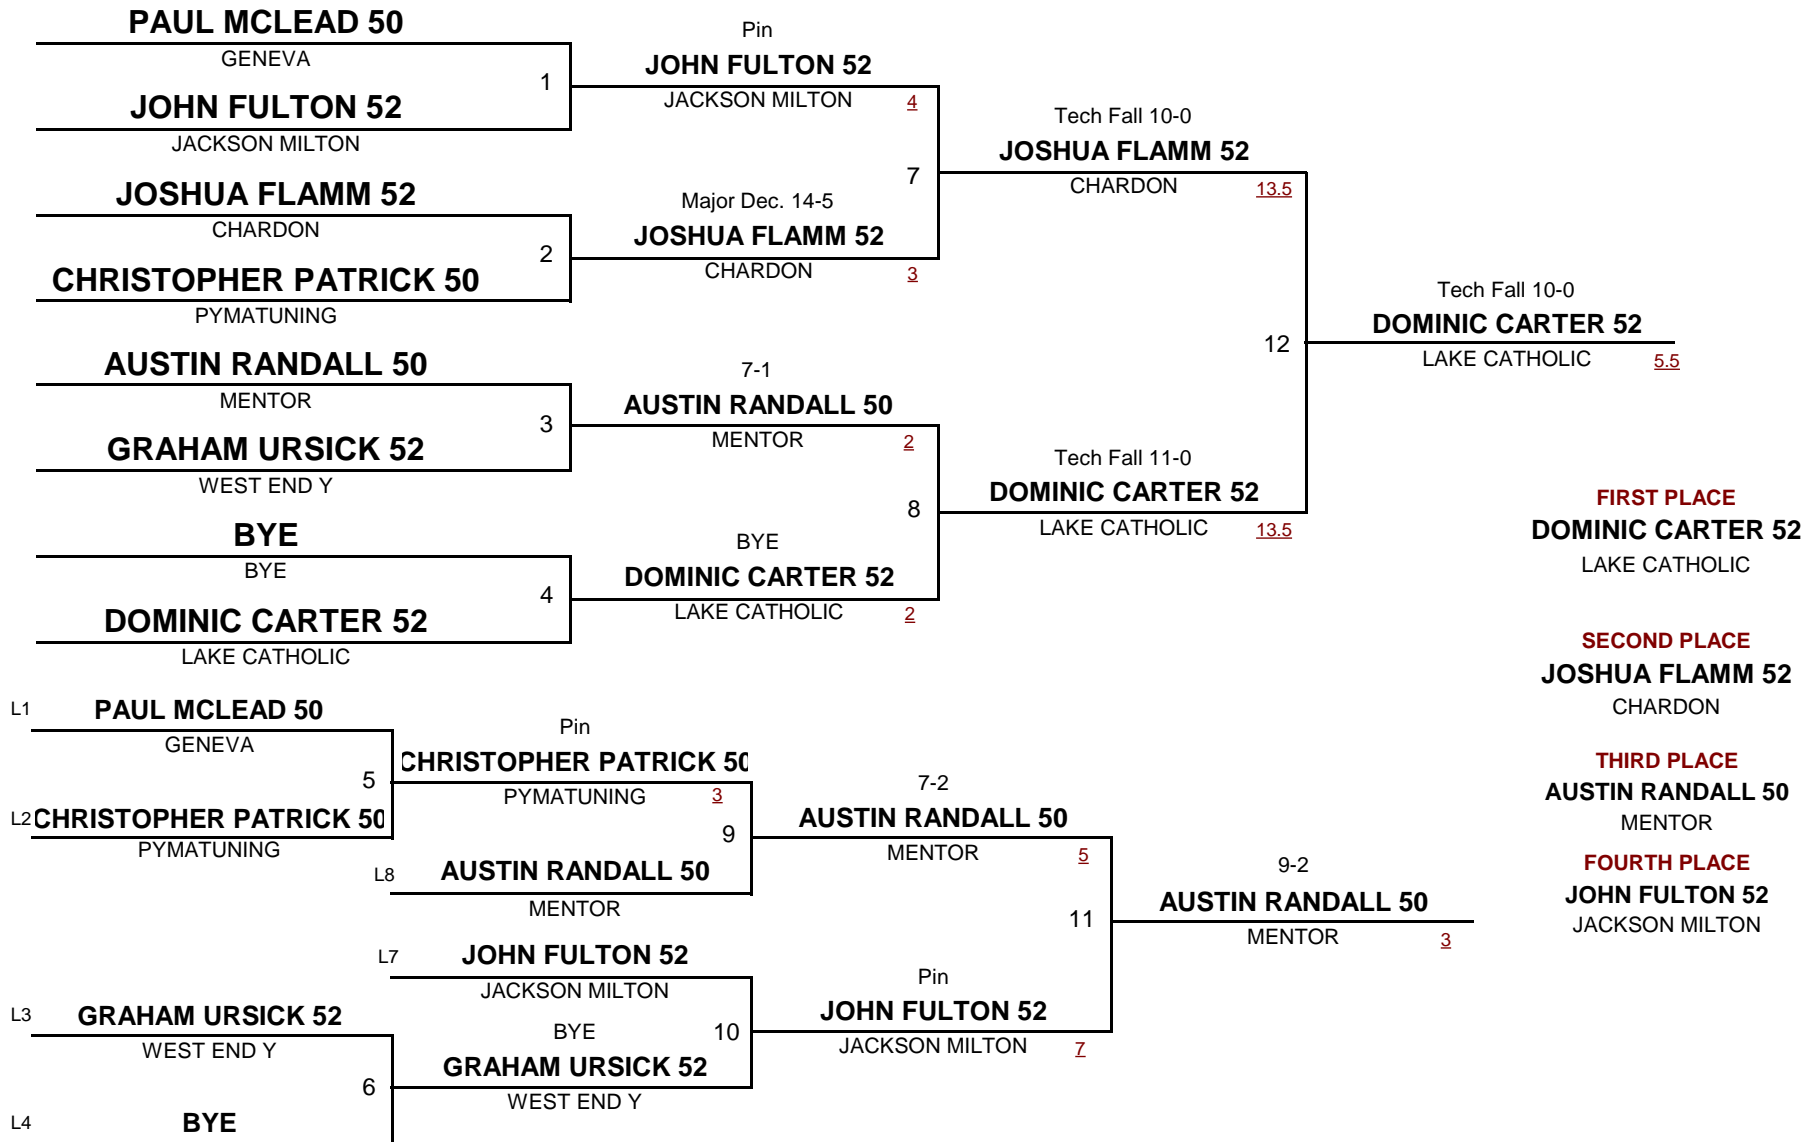 PAUL MCLEAD 50
GENEVA
1
JOHN FULTON 52
JACKSON MILTON
Pin
JOHN FULTON 52
JACKSON MILTON 4
JOSHUA FLAMM 52
CHARDON
2
CHRISTOPHER PATRICK 50
PYMATUNING
Major Dec. 14-5
JOSHUA FLAMM 52
CHARDON 3
7
Tech Fall 10-0
JOSHUA FLAMM 52
CHARDON 13.5
AUSTIN RANDALL 50
MENTOR
3
GRAHAM URSICK 52
WEST END Y
7-1
AUSTIN RANDALL 50
MENTOR 2
BYE
BYE
4
DOMINIC CARTER 52
LAKE CATHOLIC
BYE
DOMINIC CARTER 52
LAKE CATHOLIC 2
8
Tech Fall 11-0
DOMINIC CARTER 52
LAKE CATHOLIC 13.5
12
Tech Fall 10-0
DOMINIC CARTER 52
LAKE CATHOLIC 5.5
FIRST PLACE
DOMINIC CARTER 52
LAKE CATHOLIC
SECOND PLACE
JOSHUA FLAMM 52
CHARDON
THIRD PLACE
AUSTIN RANDALL 50
MENTOR
FOURTH PLACE
JOHN FULTON 52
JACKSON MILTON
L1 PAUL MCLEAD 50
GENEVA
5
L2 CHRISTOPHER PATRICK 50
PYMATUNING
Pin
CHRISTOPHER PATRICK 50
PYMATUNING 3
9
L8 AUSTIN RANDALL 50
MENTOR
7-2
AUSTIN RANDALL 50
MENTOR 5
L7 JOHN FULTON 52
JACKSON MILTON
L3 GRAHAM URSICK 52
WEST END Y
6
L4 BYE
BYE
GRAHAM URSICK 52
WEST END Y
10
Pin
JOHN FULTON 52
JACKSON MILTON 7
11
9-2
AUSTIN RANDALL 50
MENTOR 3